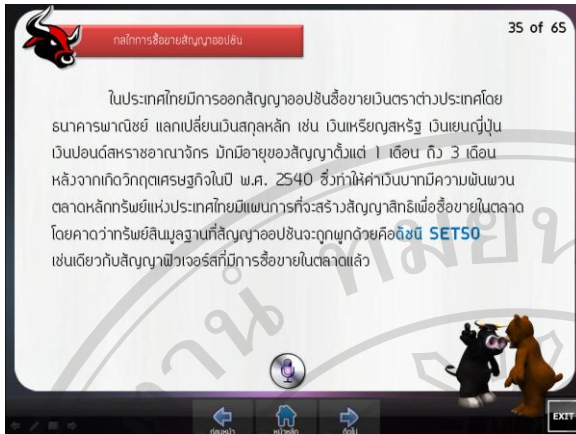 35 of 65
กลไกการซื้อขายสัญญาออปชัน
ในประเทศไทยมีการออกสัญญาออปชันซื้อขายเงินตราต่างประเทศโดย
ธนาคารพาณิชย์ แลกเปลี่ยนเงินสกุลหลัก เช่น เงินเหรียญสหรัฐ เงินเยนญี่ปุ่น
เงินปอนด์สหราชอาณาจักร มักมีอายุของสัญญาตั้งแต่ 1 เดือน ถึง 3 เดือน
หลังจากเกิดวิกฤตเศรษฐกิจในปี พ.ศ. 2540 ซึ่งทำให้ค่าเงินบาทมีความผันผวน
ตลาดหลักทรัพย์แห่งประเทศไทยมีแผนการที่จะสร้างสัญญาสิทธิเพื่อซื้อขายในตลาด
โดยคาดว่าทรัพย์สินมูลฐานที่สัญญาออปชันจะถูกผูกด้วยคือดัชนี SET50
เช่นเดียวกับสัญญาฟิวเจอร์สที่มีการซื้อขายในตลาดแล้ว
ก่อนหน้า
หน้าหลัก
ถัดไป
EXIT